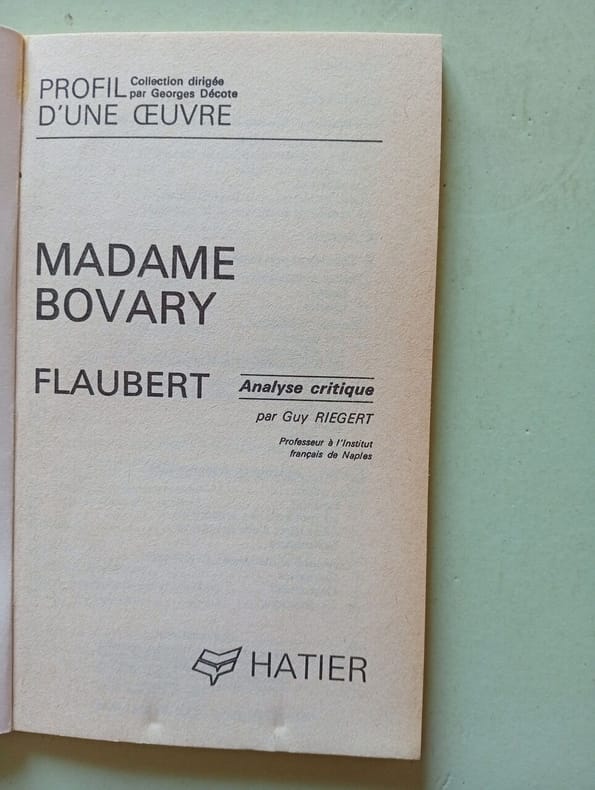 PROFIL Collection dirigée
par Georges Décote
D'UNE ŒUVRE
MADAME
BOVARY
FLAUBERT Analyse critique
par Guy RIEGERT
Professeur à l'Institut
français de Naples
HATIER